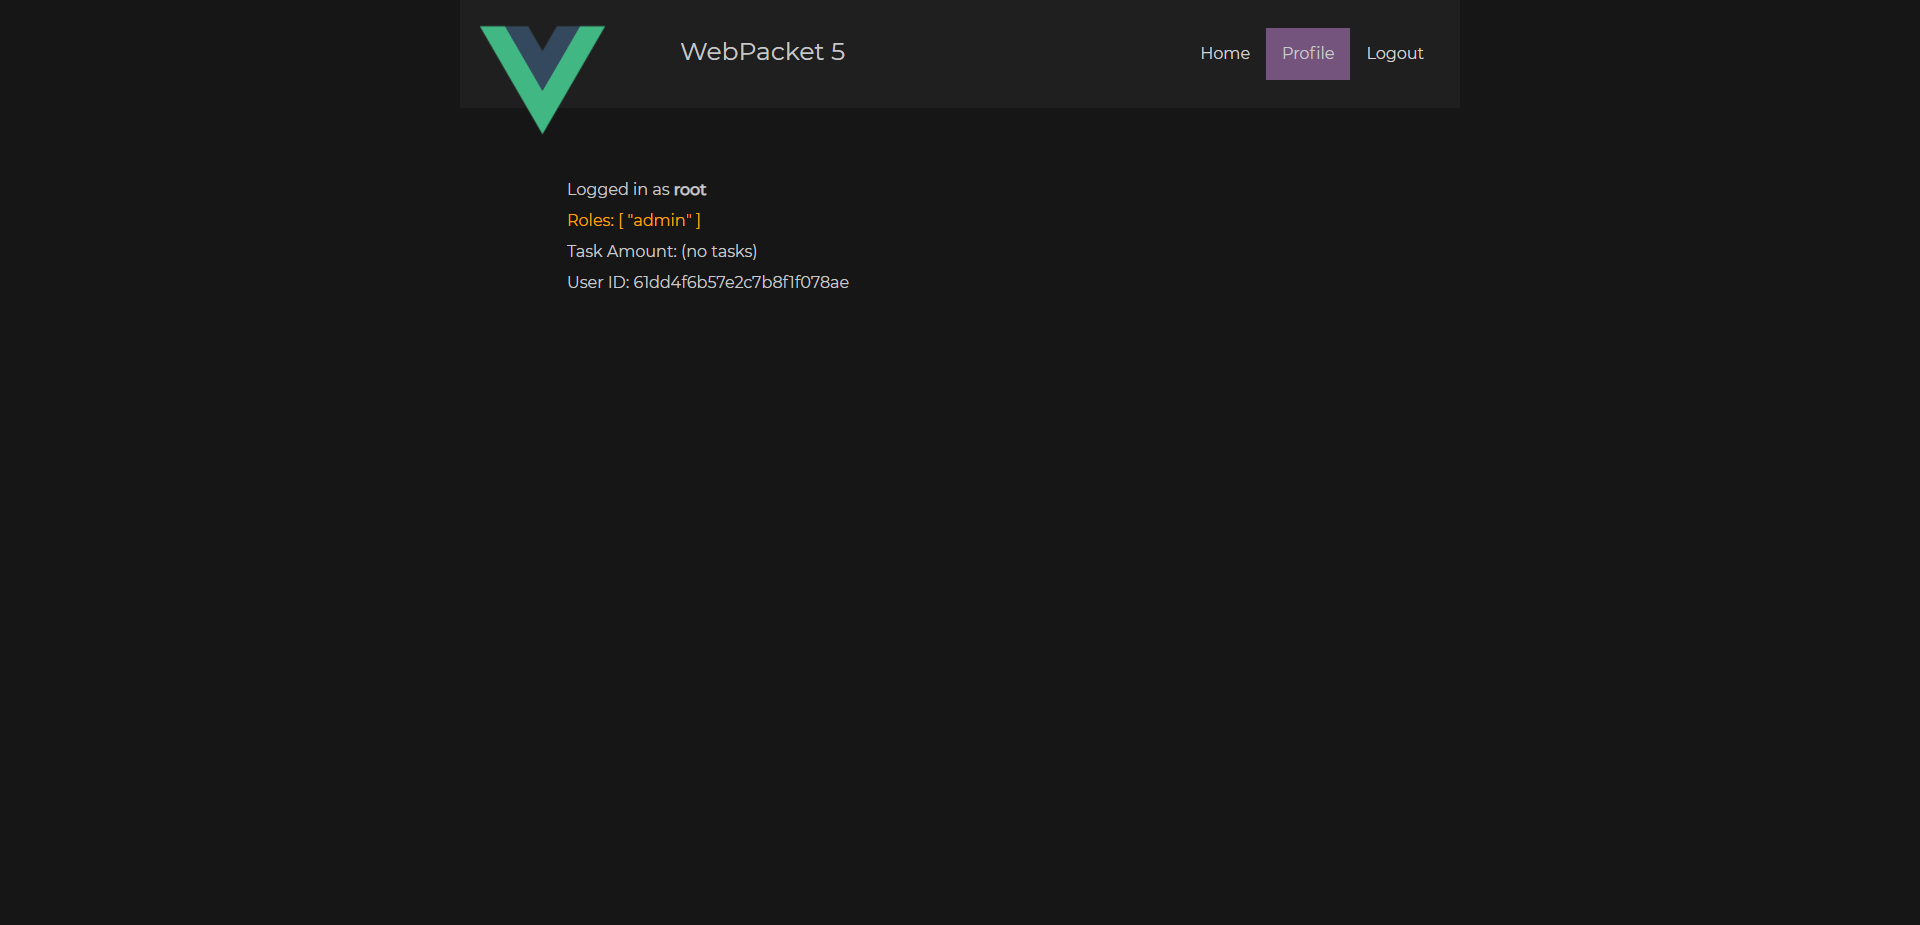 WebPacket 5
Home
Profile
Logout
Logged in as root
Roles: [ "admin" ]
Task Amount: (no tasks)
User ID: 61dd4f6b57e2c7b8f1f078ae